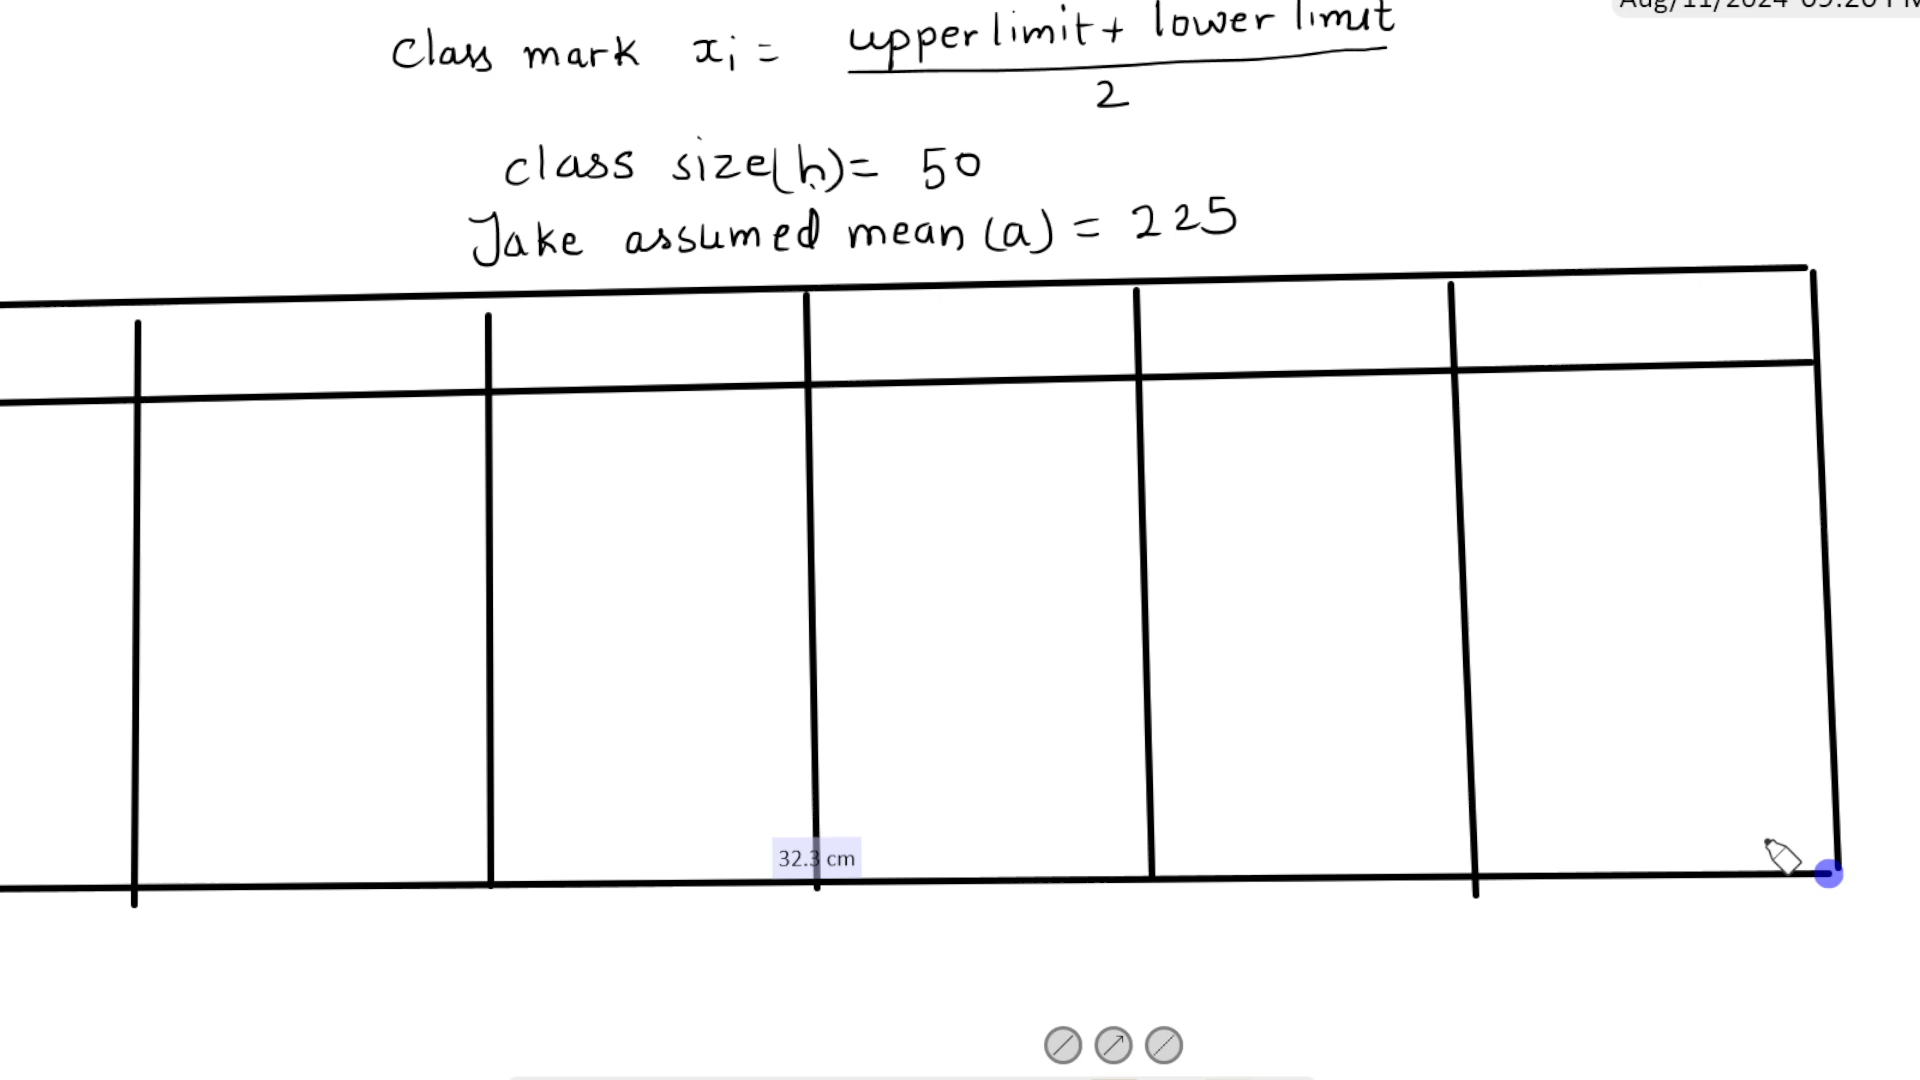 Class mark xi = upper limit + lower limit
2
class size(h) = 50
Take assumed mean (a) = 225
32.3 cm